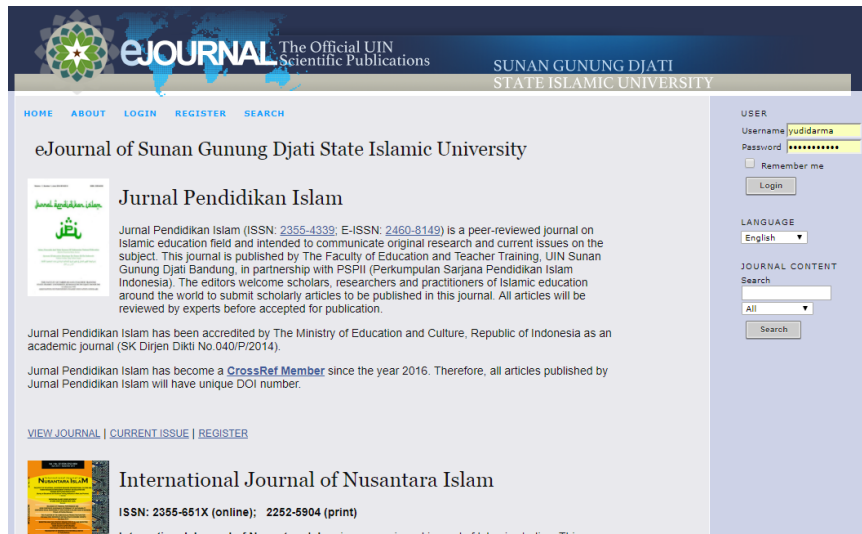 eJOURNAL The Official UIN
Scientific Publications
SUNAN GUNUNG DJATI
STATE ISLAMIC UNIVERSITY
HOME ABOUT LOGIN REGISTER SEARCH
eJournal of Sunan Gunung Djati State Islamic University
Jurnal Pendidikan Islam
Jurnal Pendidikan Islam (ISSN: 2355-4339; E-ISSN: 2460-8149) is a peer-reviewed journal on
Islamic education field and intended to communicate original research and current issues on the
subject. This journal is published by The Faculty of Education and Teacher Training, UIN Sunan
Gunung Djati Bandung, in partnership with PSPII (Perkumpulan Sarjana Pendidikan Islam
Indonesia). The editors welcome scholars, researchers and practitioners of Islamic education
around the world to submit scholarly articles to be published in this journal. All articles will be
reviewed by experts before accepted for publication.
Jurnal Pendidikan Islam has been accredited by The Ministry of Education and Culture, Republic of Indonesia as an
academic journal (SK Dirjen Dikti No.040/P/2014).
Jurnal Pendidikan Islam has become a CrossRef Member since the year 2016. Therefore, all articles published by
Jurnal Pendidikan Islam will have unique DOI number.
VIEW JOURNAL | CURRENT ISSUE | REGISTER
NUSANTARA ISLAM
International Journal of Nusantara Islam
ISSN: 2355-651X (online); 2252-5904 (print)
USER
Username yudidarma
Password •••••••••••
Remember me
Login
LANGUAGE
English
JOURNAL CONTENT
Search
All
Search